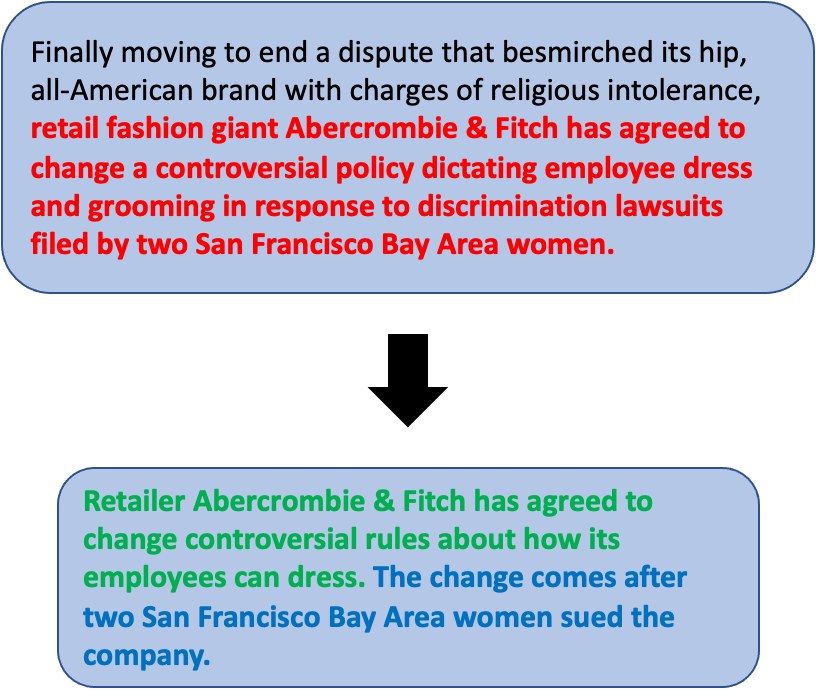 Finally moving to end a dispute that besmirched its hip,
all-American brand with charges of religious intolerance,
retail fashion giant Abercrombie & Fitch has agreed to
change a controversial policy dictating employee dress
and grooming in response to discrimination lawsuits
filed by two San Francisco Bay Area women.
Retailer Abercrombie & Fitch has agreed to
change controversial rules about how its
employees can dress. The change comes after
two San Francisco Bay Area women sued the
company.